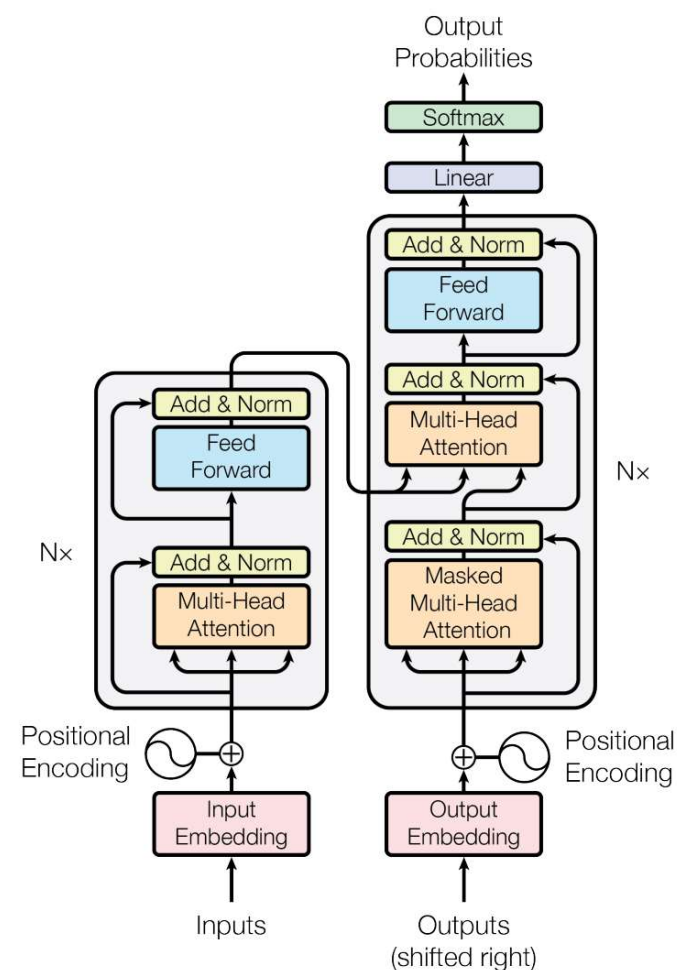 Output
Probabilities
Softmax
Linear
Add & Norm
Feed
Forward
Add & Norm
Multi-Head
Attention
Add & Norm
Masked
Multi-Head
Attention
Nx
Add & Norm
Feed
Forward
Add & Norm
Multi-Head
Attention
Nx
Positional
Encoding
Positional
Encoding
Input
Embedding
Output
Embedding
Inputs
Outputs
(shifted right)